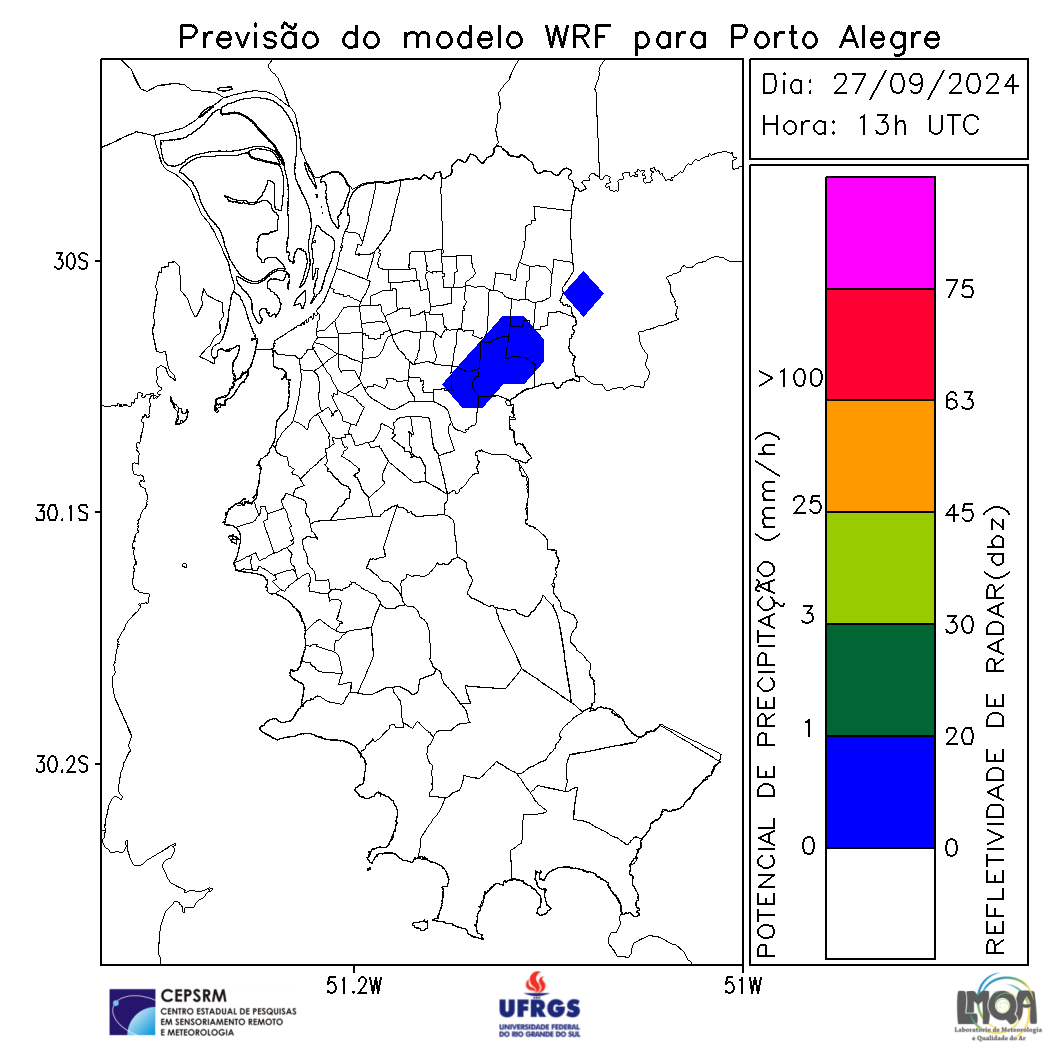 Previsão do modelo WRF para Porto Alegre
Dia: 27/09/2024
Hora: 13h UTC
30S
30.1S
30.2S
51.2W
51W
POTENCIAL DE PRECIPITAÇÃO (mm/h)
>100
25
3
1
0
75
63
45
30
20
0
REFLETIVIDADE DE RADAR(dbz)
CEPSRM
CENTRO ESTADUAL DE PESQUISAS
EM SENSORIAMENTO REMOTO
E METEOROLOGIA
UFRGS
UNIVERSIDADE FEDERAL
DO RIO GRANDE DO SUL
LMQA
Laboratório de Meteorologia
e Qualidade do Ar